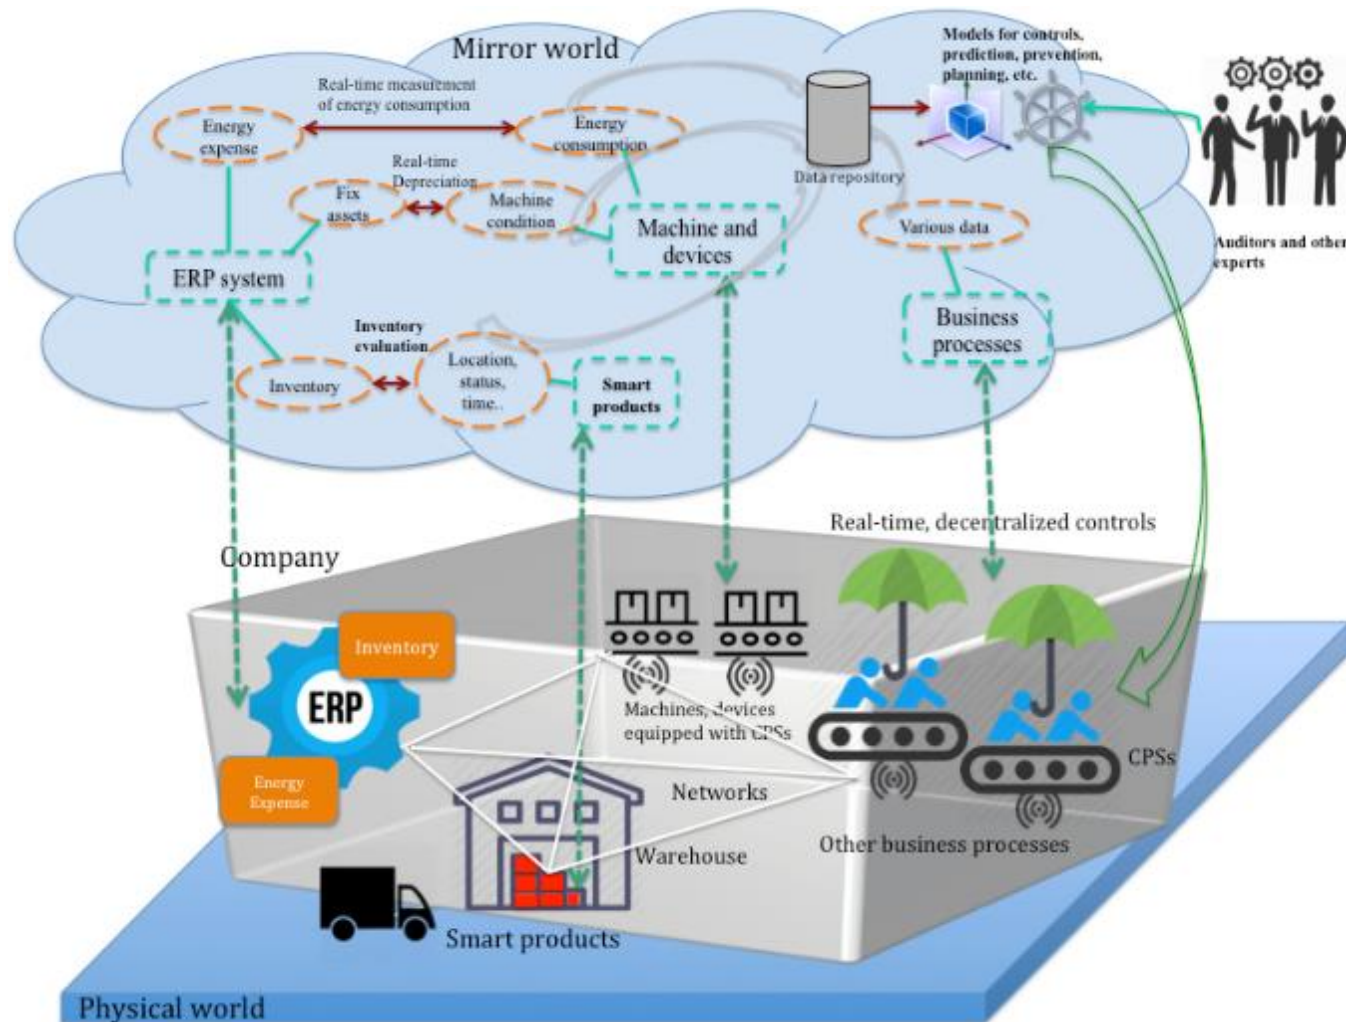 Mirror world
Models for controls,
prediction, prevention,
planning, etc.
Real-time measurement
of energy consumption
Energy
expense
Energy
consumption
Real-time
Depreciation
Fix
assets
Machine
condition
Data repository
Various data
Machine and
devices
Auditors and other
experts
ERP system
Business
processes
Inventory
evaluation
Location,
status,
time..
Inventory
Smart
products
Real-time, decentralized controls
Company
Inventory
ERP
Machines, devices
equipped with CPSs
CPSs
Energy
Expense
Networks
Other business processes
Warehouse
Smart products
Physical world